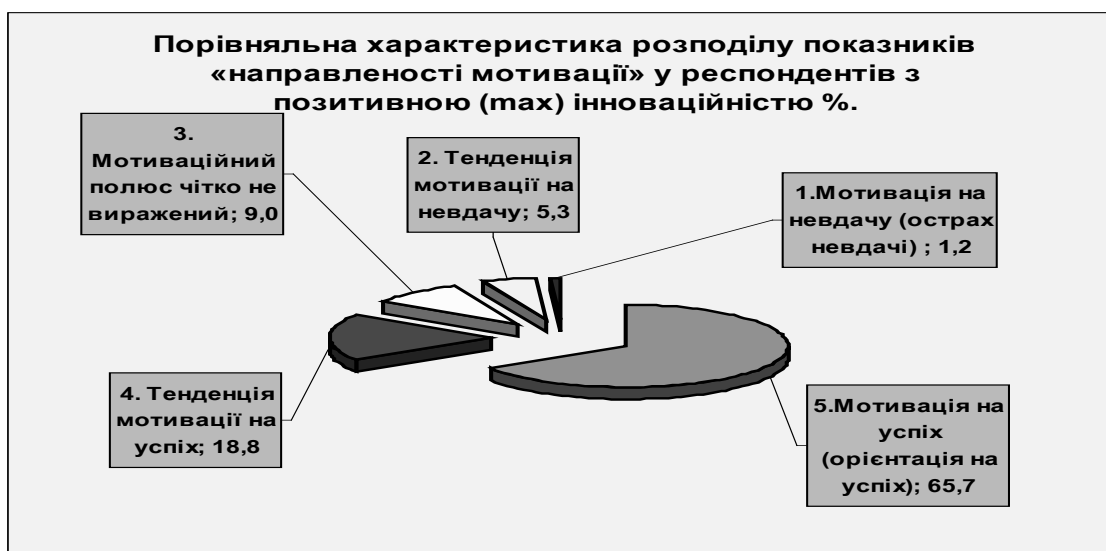 Порівняльна характеристика розподілу показників
«направленості мотивації» у респондентів з
позитивною (max) інноваційністю %.
3.
Мотиваційний
полюс чітко не
виражений; 9,0
2. Тенденція
мотивації на
невдачу; 5,3
1.Мотивація на
невдачу (острах
невдачі) ; 1,2
4. Тенденція
мотивації на
успіх; 18,8
5.Мотивація на
успіх
(орієнтація на
успіх); 65,7